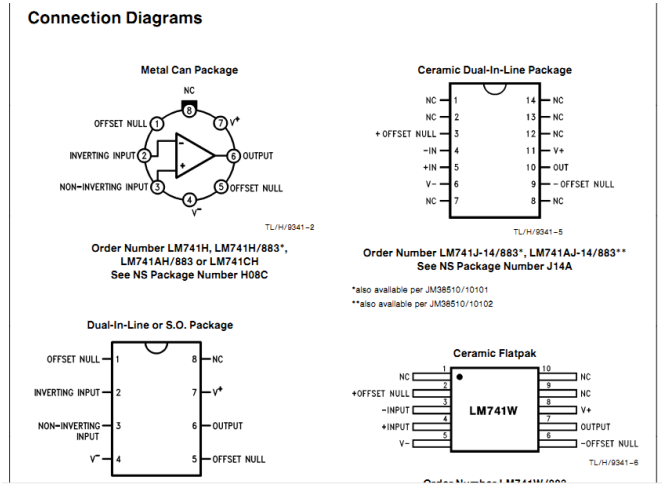 Connection Diagrams
Metal Can Package
NC
8
OFFSET NULL 1
7 V+
INVERTING INPUT 2
6 OUTPUT
NON-INVERTING INPUT 3
5 OFFSET NULL
4
V-
TL/H/9341-2
Order Number LM741H, LM741H/883*,
LM741AH/883 or LM741CH
See NS Package Number H08C
Ceramic Dual-In-Line Package
NC 1 14 NC
NC 2 13 NC
+ OFFSET NULL 3 12 NC
-IN 4 11 V+
+IN 5 10 OUT
V- 6 9 - OFFSET NULL
NC 7 8 NC
TL/H/9341-5
Order Number LM741J-14/883*, LM741AJ-14/883**
See NS Package Number J14A
*also available per JM38510/10101
**also available per JM38510/10102
Dual-In-Line or S.O. Package
OFFSET NULL 1 8 NC
INVERTING INPUT 2 7 V+
NON-INVERTING 3 6 OUTPUT
INPUT
V- 4 5 OFFSET NULL
Ceramic Flatpak
NC 1 10 NC
+OFFSET NULL 2 9 NC
-INPUT 3 LM741W 8 V+
+INPUT 4 7 OUTPUT
V- 5 6 -OFFSET NULL
TL/H/9341-6
Order Number LM741W/883